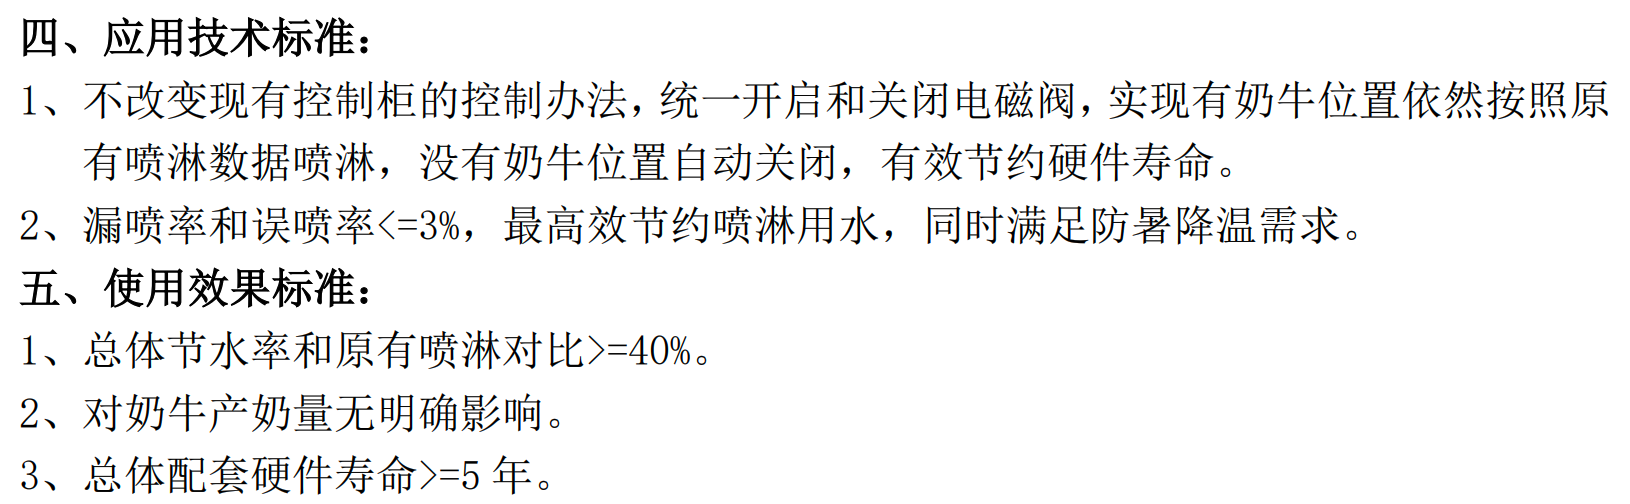 四、应用技术标准：
1、不改变现有控制柜的控制办法，统一开启和关闭电磁阀，实现有奶牛位置依然按照原
有喷淋数据喷淋，没有奶牛位置自动关闭，有效节约硬件寿命。
2、漏喷率和误喷率<=3%，最高效节约喷淋用水，同时满足防暑降温需求。
五、使用效果标准：
1、总体节水率和原有喷淋对比>=40%。
2、对奶牛产奶量无明确影响。
3、总体配套硬件寿命>=5 年。